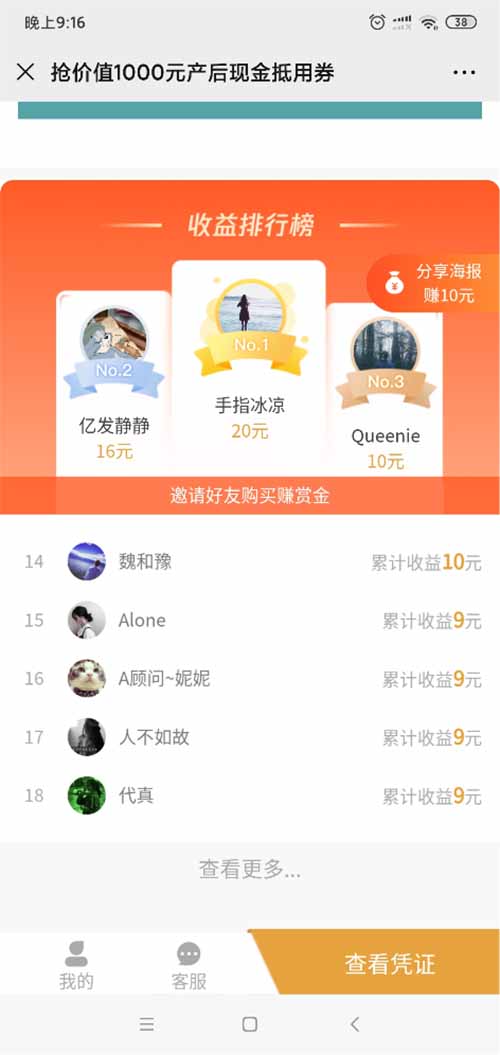 晚上9:16
38
抢价值1000元产后现金抵用券
收益排行榜
分享海报
赚10元
No.2
No.1
No.3
亿发静静
16元
手指冰凉
20元
Queenie
10元
邀请好友购买赚赏金
14 魏和豫 累计收益10元
15 Alone 累计收益9元
16 A顾问~妮妮 累计收益9元
17 人不如故 累计收益9元
18 代真 累计收益9元
查看更多...
我的
客服
查看凭证